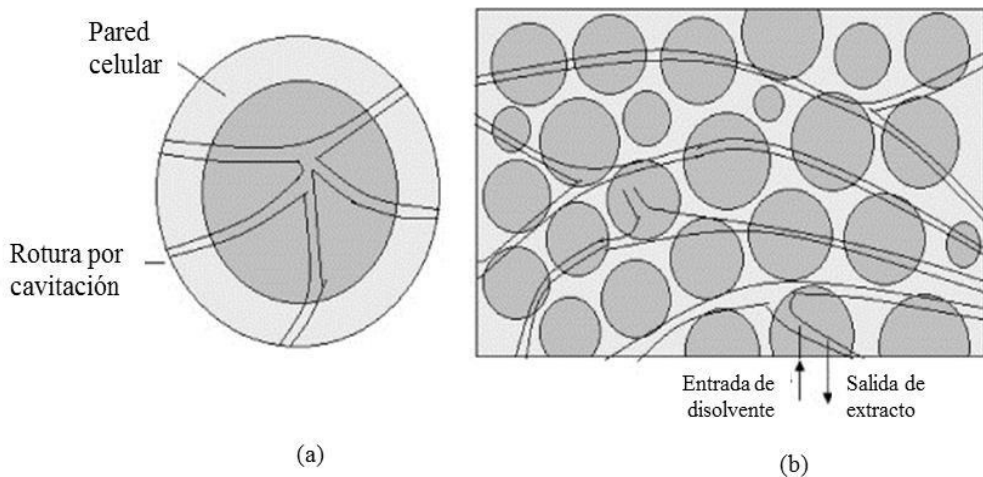 Pared
celular
Rotura por
cavitación
(a)
Entrada de
disolvente
Salida de
extracto
(b)